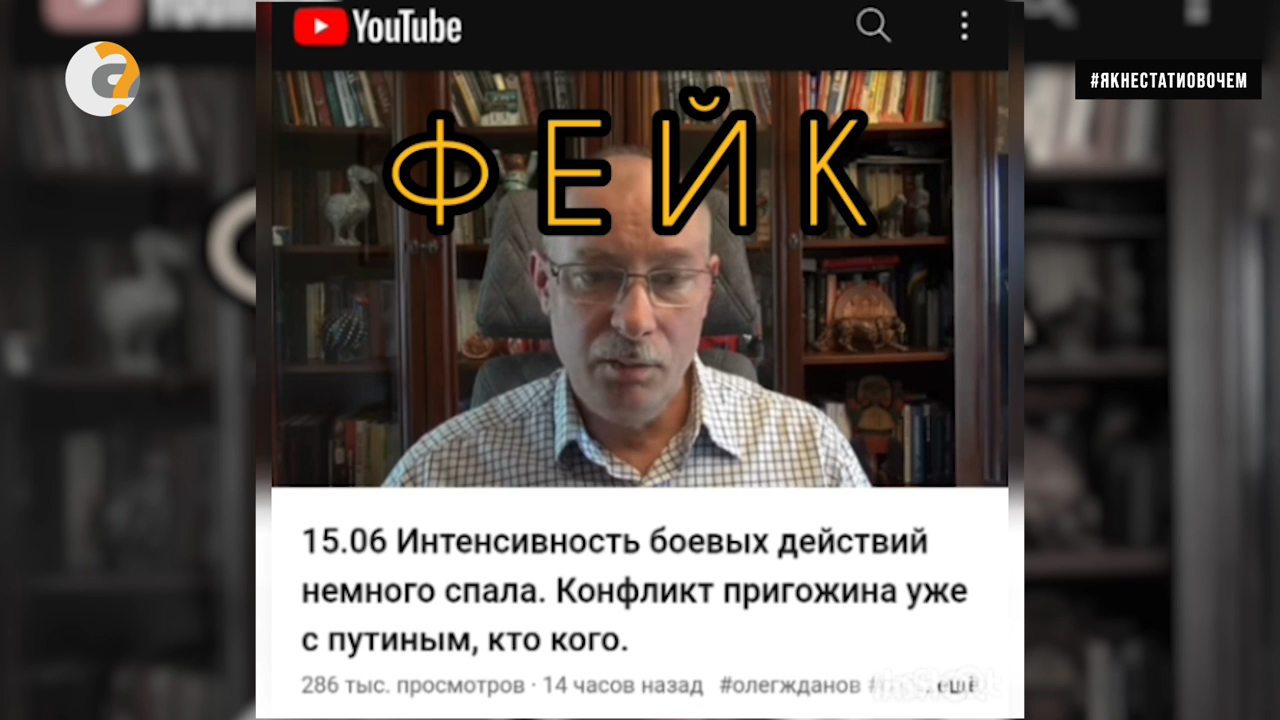 YouTube
#ЯКНЕСТАТИОВОЧЕМ
ФЕЙК
15.06 Интенсивность боевых действий
немного спала. Конфликт пригожина уже
с путиным, кто кого.
286 тыс. просмотров · 14 часов назад #олегжданов
ещё